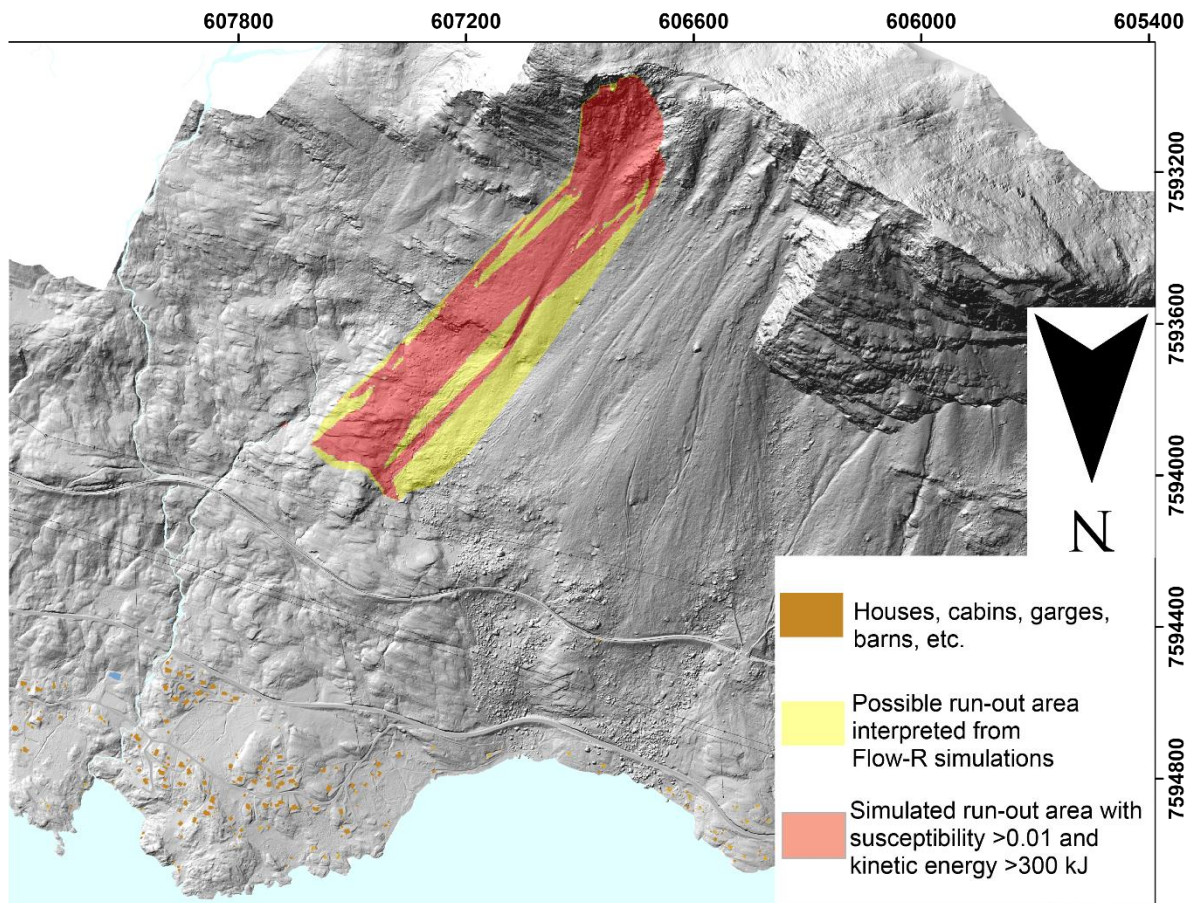 607800 607200 606600 606000 605400
7593200
7593600
7594000
7594400
7594800
N
Houses, cabins, garges,
barns, etc.
Possible run-out area
interpreted from
Flow-R simulations
Simulated run-out area with
susceptibility >0.01 and
kinetic energy >300 kJ